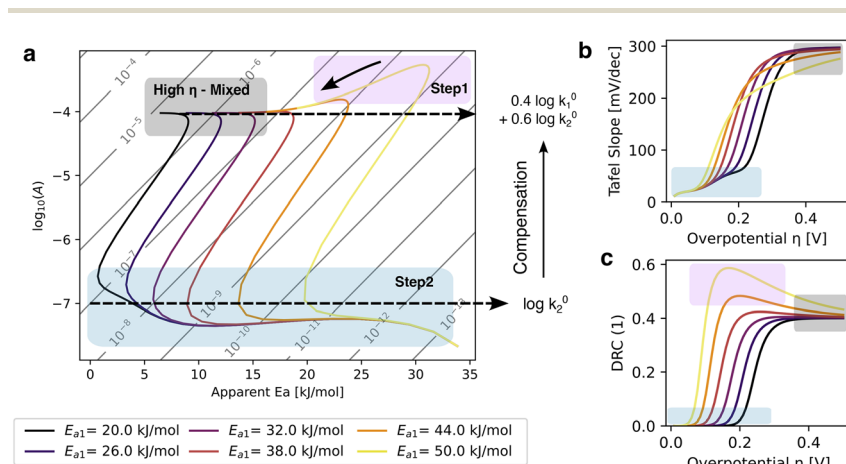 a
10⁻⁴
10⁻⁶
High η - Mixed
Step1
10⁻⁵
−4
−5
−6
−7
log₁₀(A)
10⁻⁷
Step2
10⁻⁸
10⁻⁹
10⁻¹⁰
10⁻¹¹
10⁻¹²
0
5
10
15
20
25
30
35
Apparent Ea [kJ/mol]
0.4 log k₁⁰
+ 0.6 log k₂⁰
Compensation
log k₂⁰
Eₐ₁= 20.0 kJ/mol
Eₐ₁= 32.0 kJ/mol
Eₐ₁= 44.0 kJ/mol
Eₐ₁= 26.0 kJ/mol
Eₐ₁= 38.0 kJ/mol
Eₐ₁= 50.0 kJ/mol
b
300
200
100
0
Tafel Slope [mV/dec]
0.0
0.2
0.4
Overpotential η [V]
c
0.6
0.4
0.2
0.0
DRC (1)
0.0
0.2
0.4
Overpotential η [V]